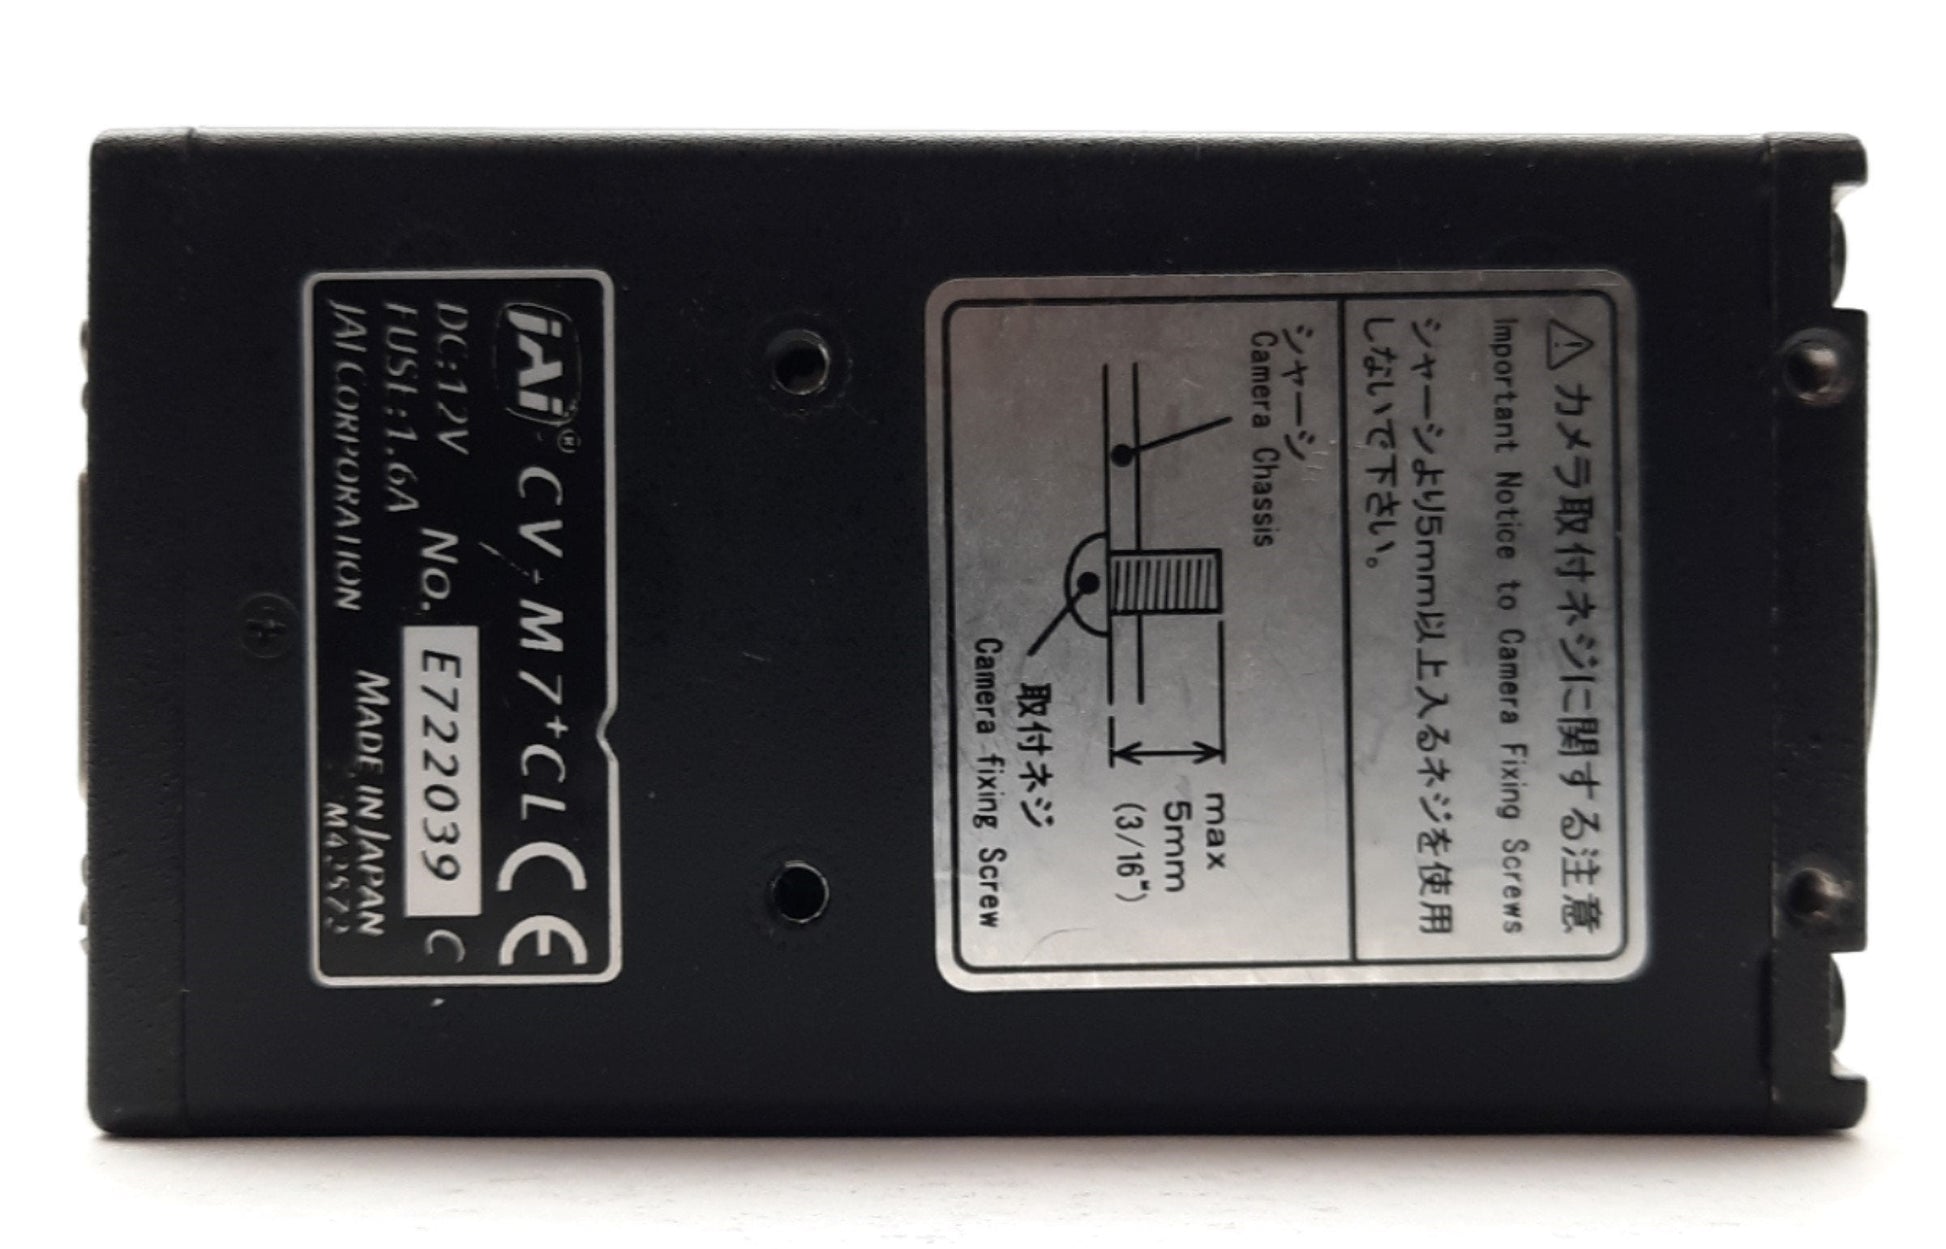 ⚠カメラ取付ネジに関する注意
Important Notice to Camera Fixing Screws
シャーシより5mm以上入るネジを使用
しないで下さい。
シャーシ
Camera Chassis
max
5mm
(3/16")
取付ネジ
Camera fixing Screw
JAi® CV-M7+CL CE
DC:12V No. E722039 C
FUSE:1.6A
JAI CORPORATION MADE IN JAPAN